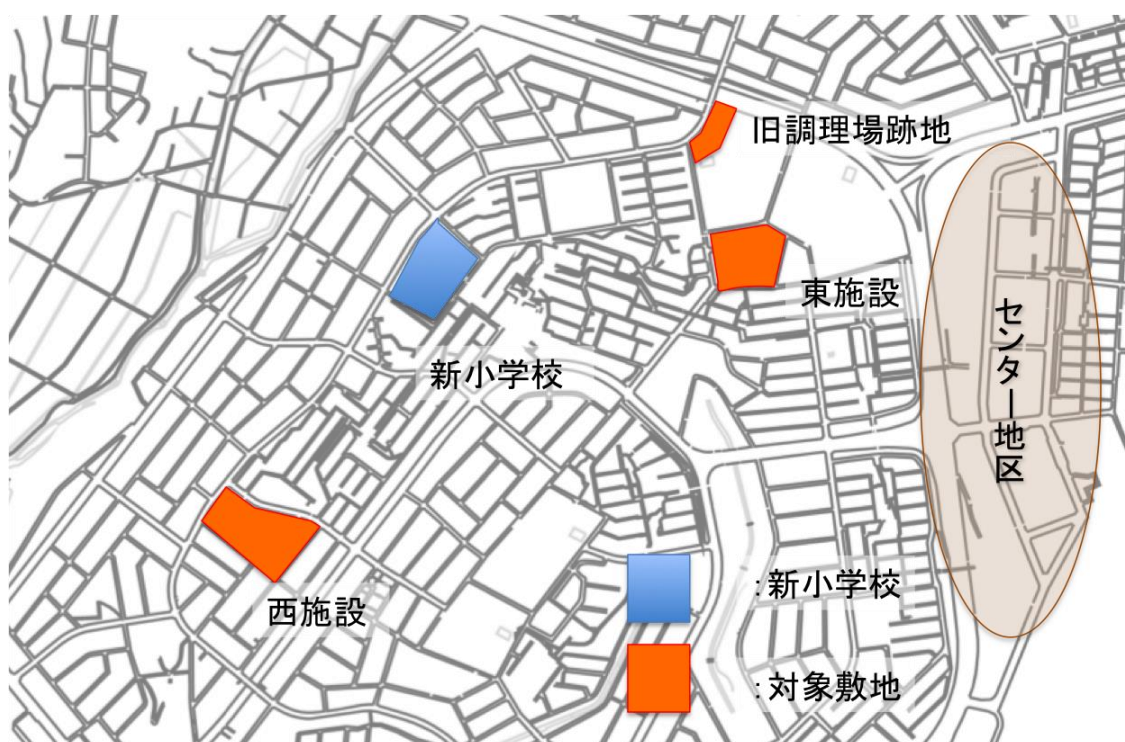 旧調理場跡地
東施設
センター地区
新小学校
西施設
:新小学校
:対象敷地